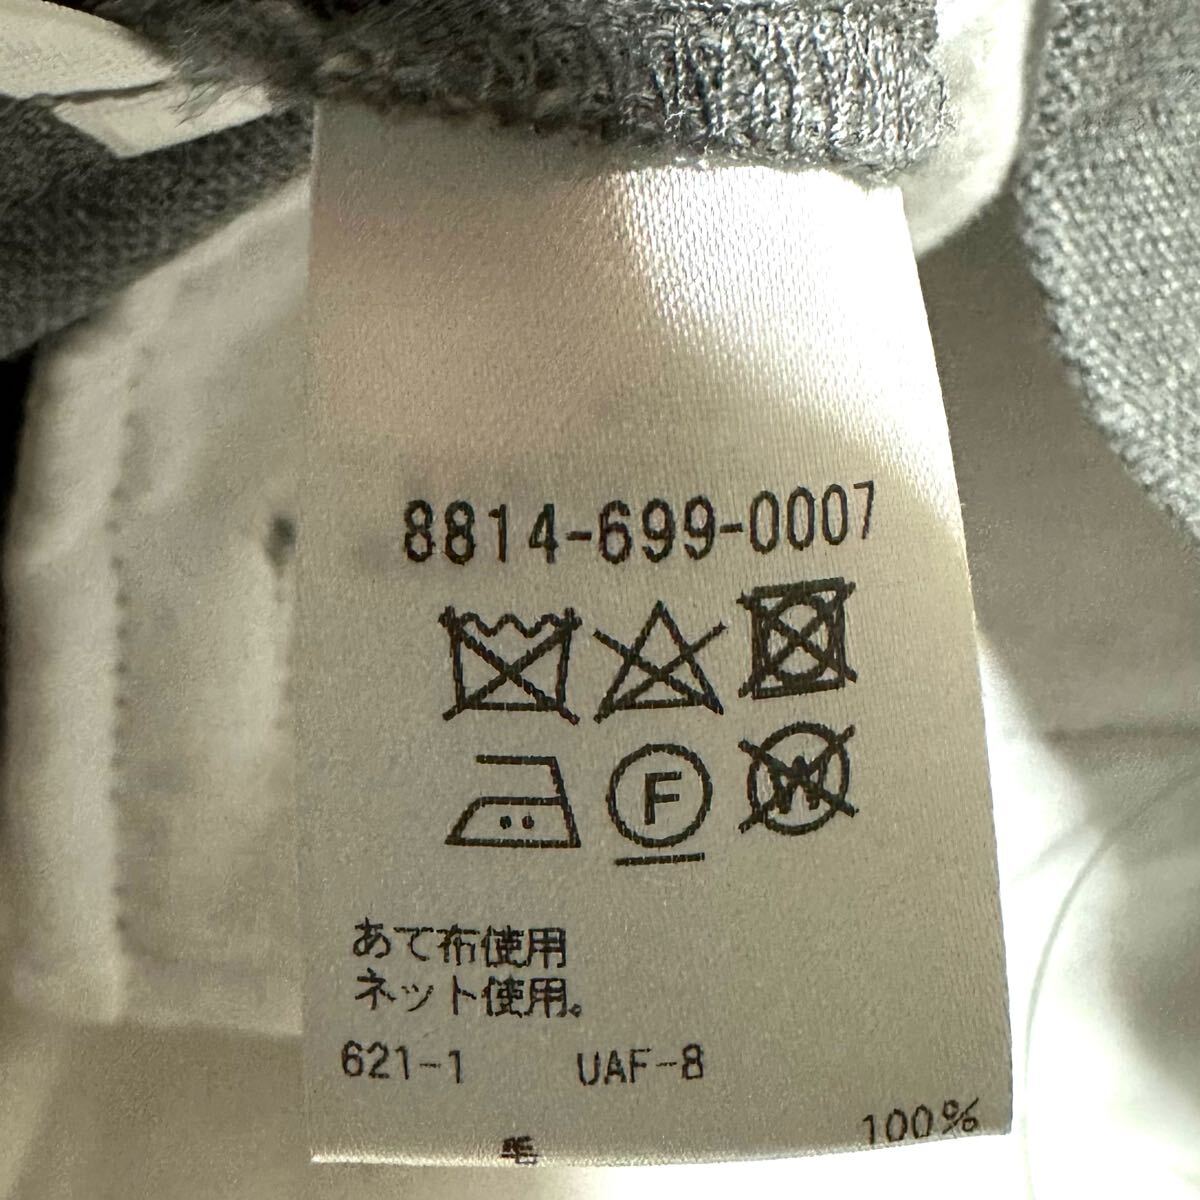 8814-699-0007
F
W
あて布使用
ネット使用。
621-1 UAF-8
毛 100%